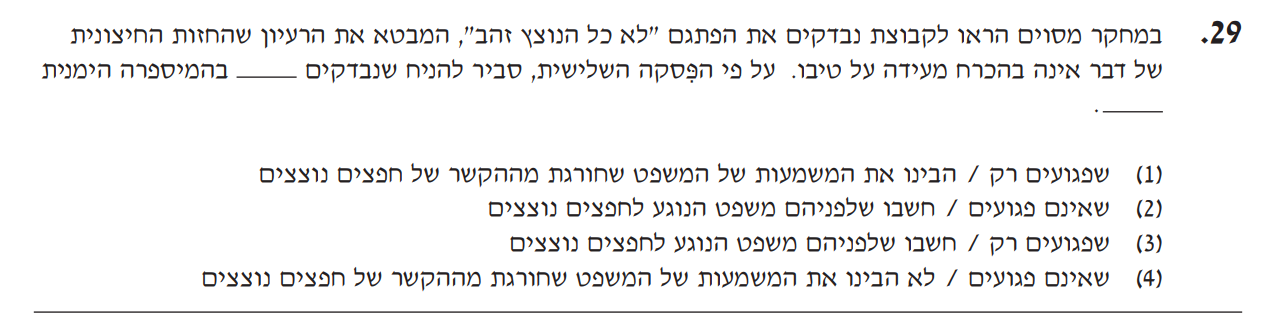 29. במחקר מסוים הראו לקבוצת נבדקים את הפתגם "לא כל הנוצץ זהב", המבטא את הרעיון שהחזות החיצונית
של דבר אינה בהכרח מעידה על טיבו. על פי הפִּסקה השלישית, סביר להניח שנבדקים _____ בהמיספרה הימנית
_____.
(1) שפגועים רק / הבינו את המשמעות של המשפט שחורגת מההקשר של חפצים נוצצים
(2) שאינם פגועים / חשבו שלפניהם משפט הנוגע לחפצים נוצצים
(3) שפגועים רק / חשבו שלפניהם משפט הנוגע לחפצים נוצצים
(4) שאינם פגועים / לא הבינו את המשמעות של המשפט שחורגת מההקשר של חפצים נוצצים